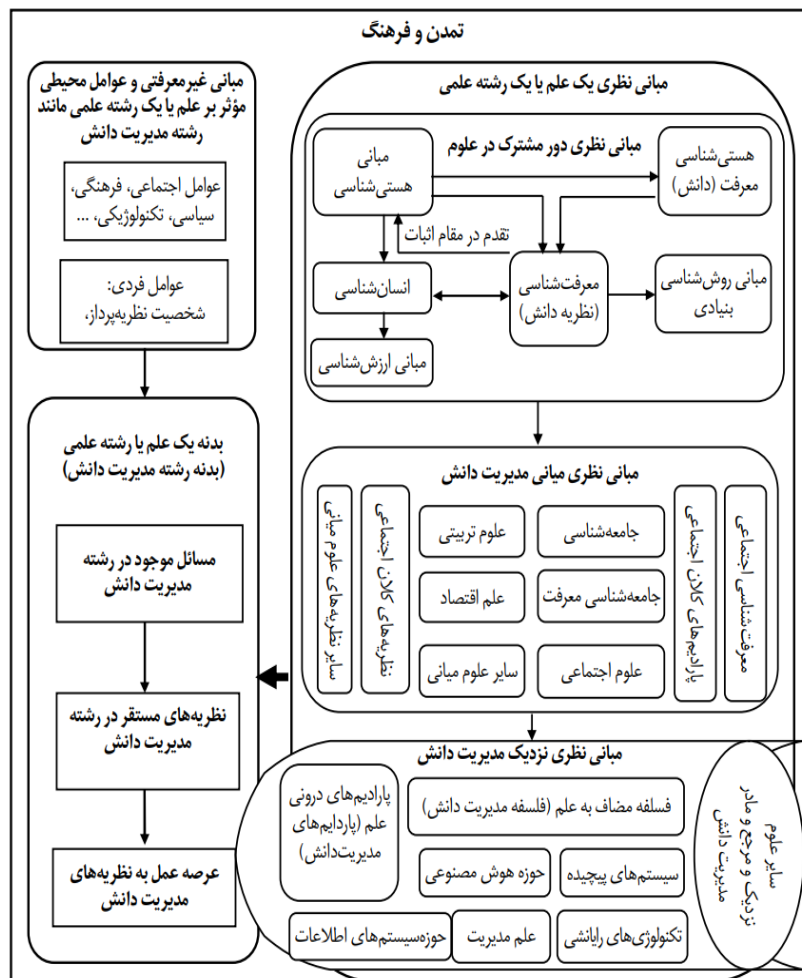 تمدن و فرهنگ
مبانی نظری یک علم یا یک رشته علمی
مبانی نظری دور مشترک در علوم
هستی‌شناسی
معرفت (دانش)
مبانی
هستی‌شناسی
تقدم در مقام اثبات
مبانی روش‌شناسی
بنیادی
معرفت‌شناسی
(نظریه دانش)
انسان‌شناسی
مبانی ارزش‌شناسی
مبانی نظری میانی مدیریت دانش
معرفت‌شناسی اجتماعی
پارادیم‌های کلان اجتماعی
جامعه‌شناسی
علوم تربیتی
جامعه‌شناسی معرفت
علم اقتصاد
علوم اجتماعی
سایر علوم میانی
نظریه‌های کلان اجتماعی
سایر نظریه‌های علوم میانی
مبانی نظری نزدیک مدیریت دانش
سایر علوم
نزدیک و مرجع و مادر
مدیریت دانش
فسلفه مضاف به علم (فلسفه مدیریت دانش)
پارادیم‌های درونی
علم (پاردایم‌های
مدیریت‌دانش)
سیستم‌های پیچیده
حوزه هوش مصنوعی
تکنولوژی‌های رایانشی
علم مدیریت
حوزه‌سیستم‌های اطلاعات
مبانی غیرمعرفتی و عوامل محیطی
مؤثر بر علم یا یک رشته علمی مانند
رشته مدیریت دانش
عوامل اجتماعی، فرهنگی،
سیاسی، تکنولوژیکی، ...
عوامل فردی:
شخصیت نظریه‌پرداز،
بدنه یک علم یا رشته علمی
(بدنه رشته مدیریت دانش)
مسائل موجود در رشته
مدیریت دانش
نظریه‌های مستقر در رشته
مدیریت دانش
عرصه عمل به نظریه‌های
مدیریت دانش